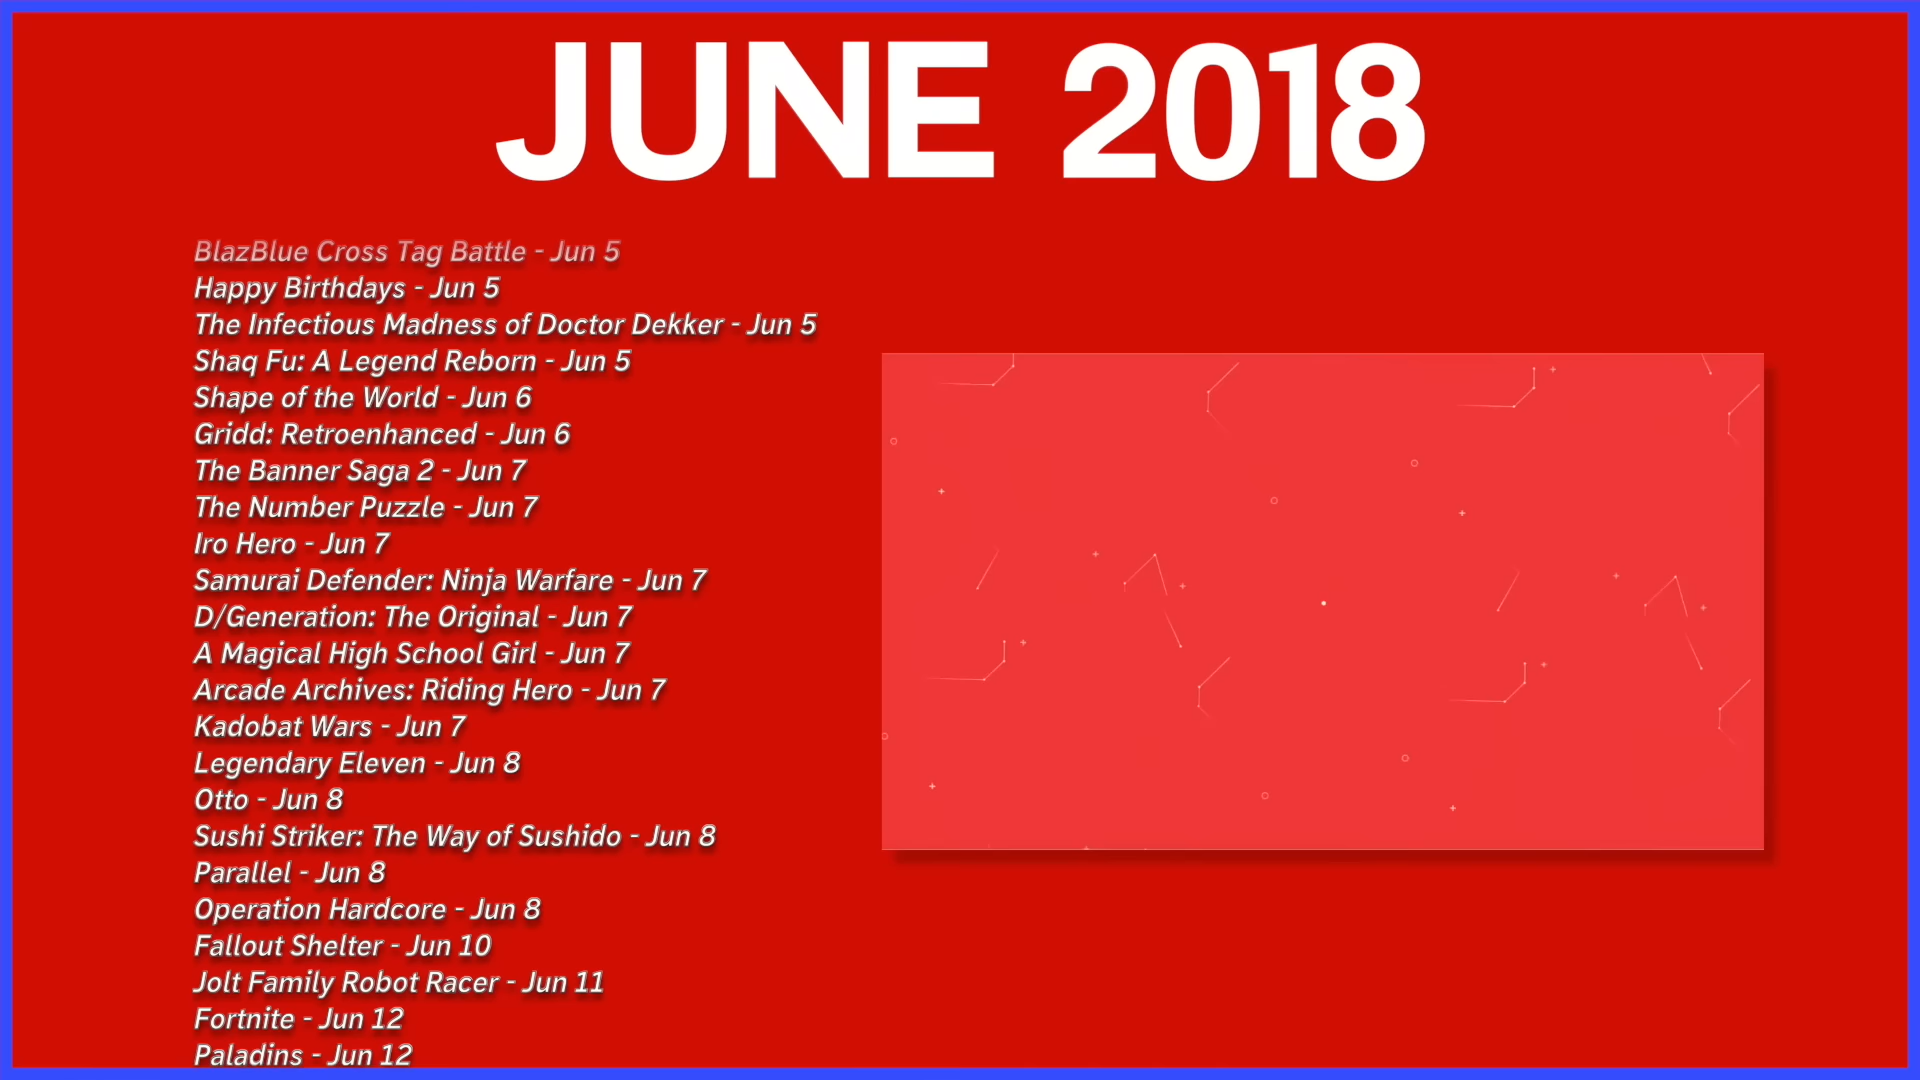 JUNE 2018
BlazBlue Cross Tag Battle - Jun 5
Happy Birthdays - Jun 5
The Infectious Madness of Doctor Dekker - Jun 5
Shaq Fu: A Legend Reborn - Jun 5
Shape of the World - Jun 6
Gridd: Retroenhanced - Jun 6
The Banner Saga 2 - Jun 7
The Number Puzzle - Jun 7
Iro Hero - Jun 7
Samurai Defender: Ninja Warfare - Jun 7
D/Generation: The Original - Jun 7
A Magical High School Girl - Jun 7
Arcade Archives: Riding Hero - Jun 7
Kadobat Wars - Jun 7
Legendary Eleven - Jun 8
Otto - Jun 8
Sushi Striker: The Way of Sushido - Jun 8
Parallel - Jun 8
Operation Hardcore - Jun 8
Fallout Shelter - Jun 10
Jolt Family Robot Racer - Jun 11
Fortnite - Jun 12
Paladins - Jun 12